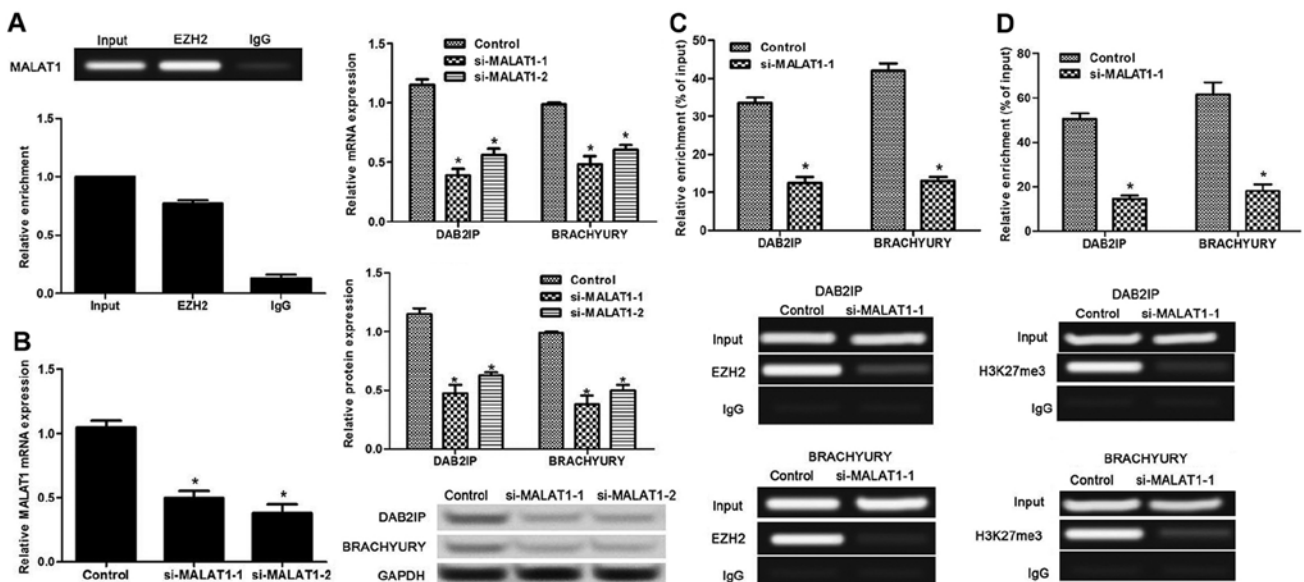 A
Input EZH2 IgG
MALAT1
Relative enrichment
1.5
1.0
0.5
0.0
Input EZH2 IgG
B
Relative MALAT1 mRNA expression
1.5
1.0
0.5
0.0
* *
Control si-MALAT1-1 si-MALAT1-2
Relative mRNA expression
1.5
1.0
0.5
0.0
Control
si-MALAT1-1
si-MALAT1-2
* * * *
DAB2IP BRACHYURY
Relative protein expression
1.5
1.0
0.5
0.0
Control
si-MALAT1-1
si-MALAT1-2
* * * *
DAB2IP BRACHYURY
Control si-MALAT1-1 si-MALAT1-2
DAB2IP
BRACHYURY
GAPDH
C
Relative enrichment (% of input)
50
40
30
20
10
0
Control
si-MALAT1-1
* *
DAB2IP BRACHYURY
DAB2IP
Control si-MALAT1-1
Input
EZH2
IgG
BRACHYURY
Control si-MALAT1-1
Input
EZH2
IgG
D
Relative enrichment (% of input)
80
60
40
20
0
Control
si-MALAT1-1
* *
DAB2IP BRACHYURY
DAB2IP
Control si-MALAT1-1
Input
H3K27me3
IgG
BRACHYURY
Control si-MALAT1-1
Input
H3K27me3
IgG